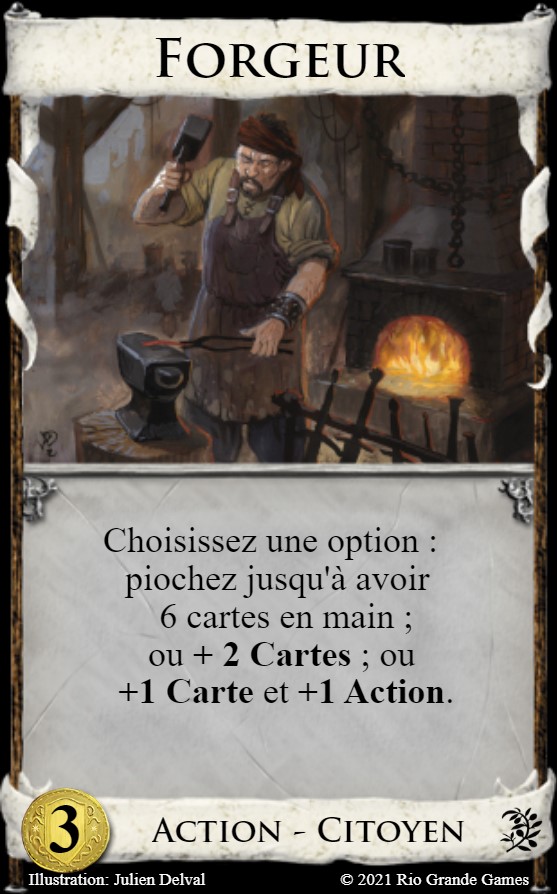 Forgeur
Choisissez une option :
piochez jusqu'à avoir
6 cartes en main ;
ou + 2 Cartes ; ou
+1 Carte et +1 Action.
3
Action - Citoyen
Illustration: Julien Delval
© 2021 Rio Grande Games